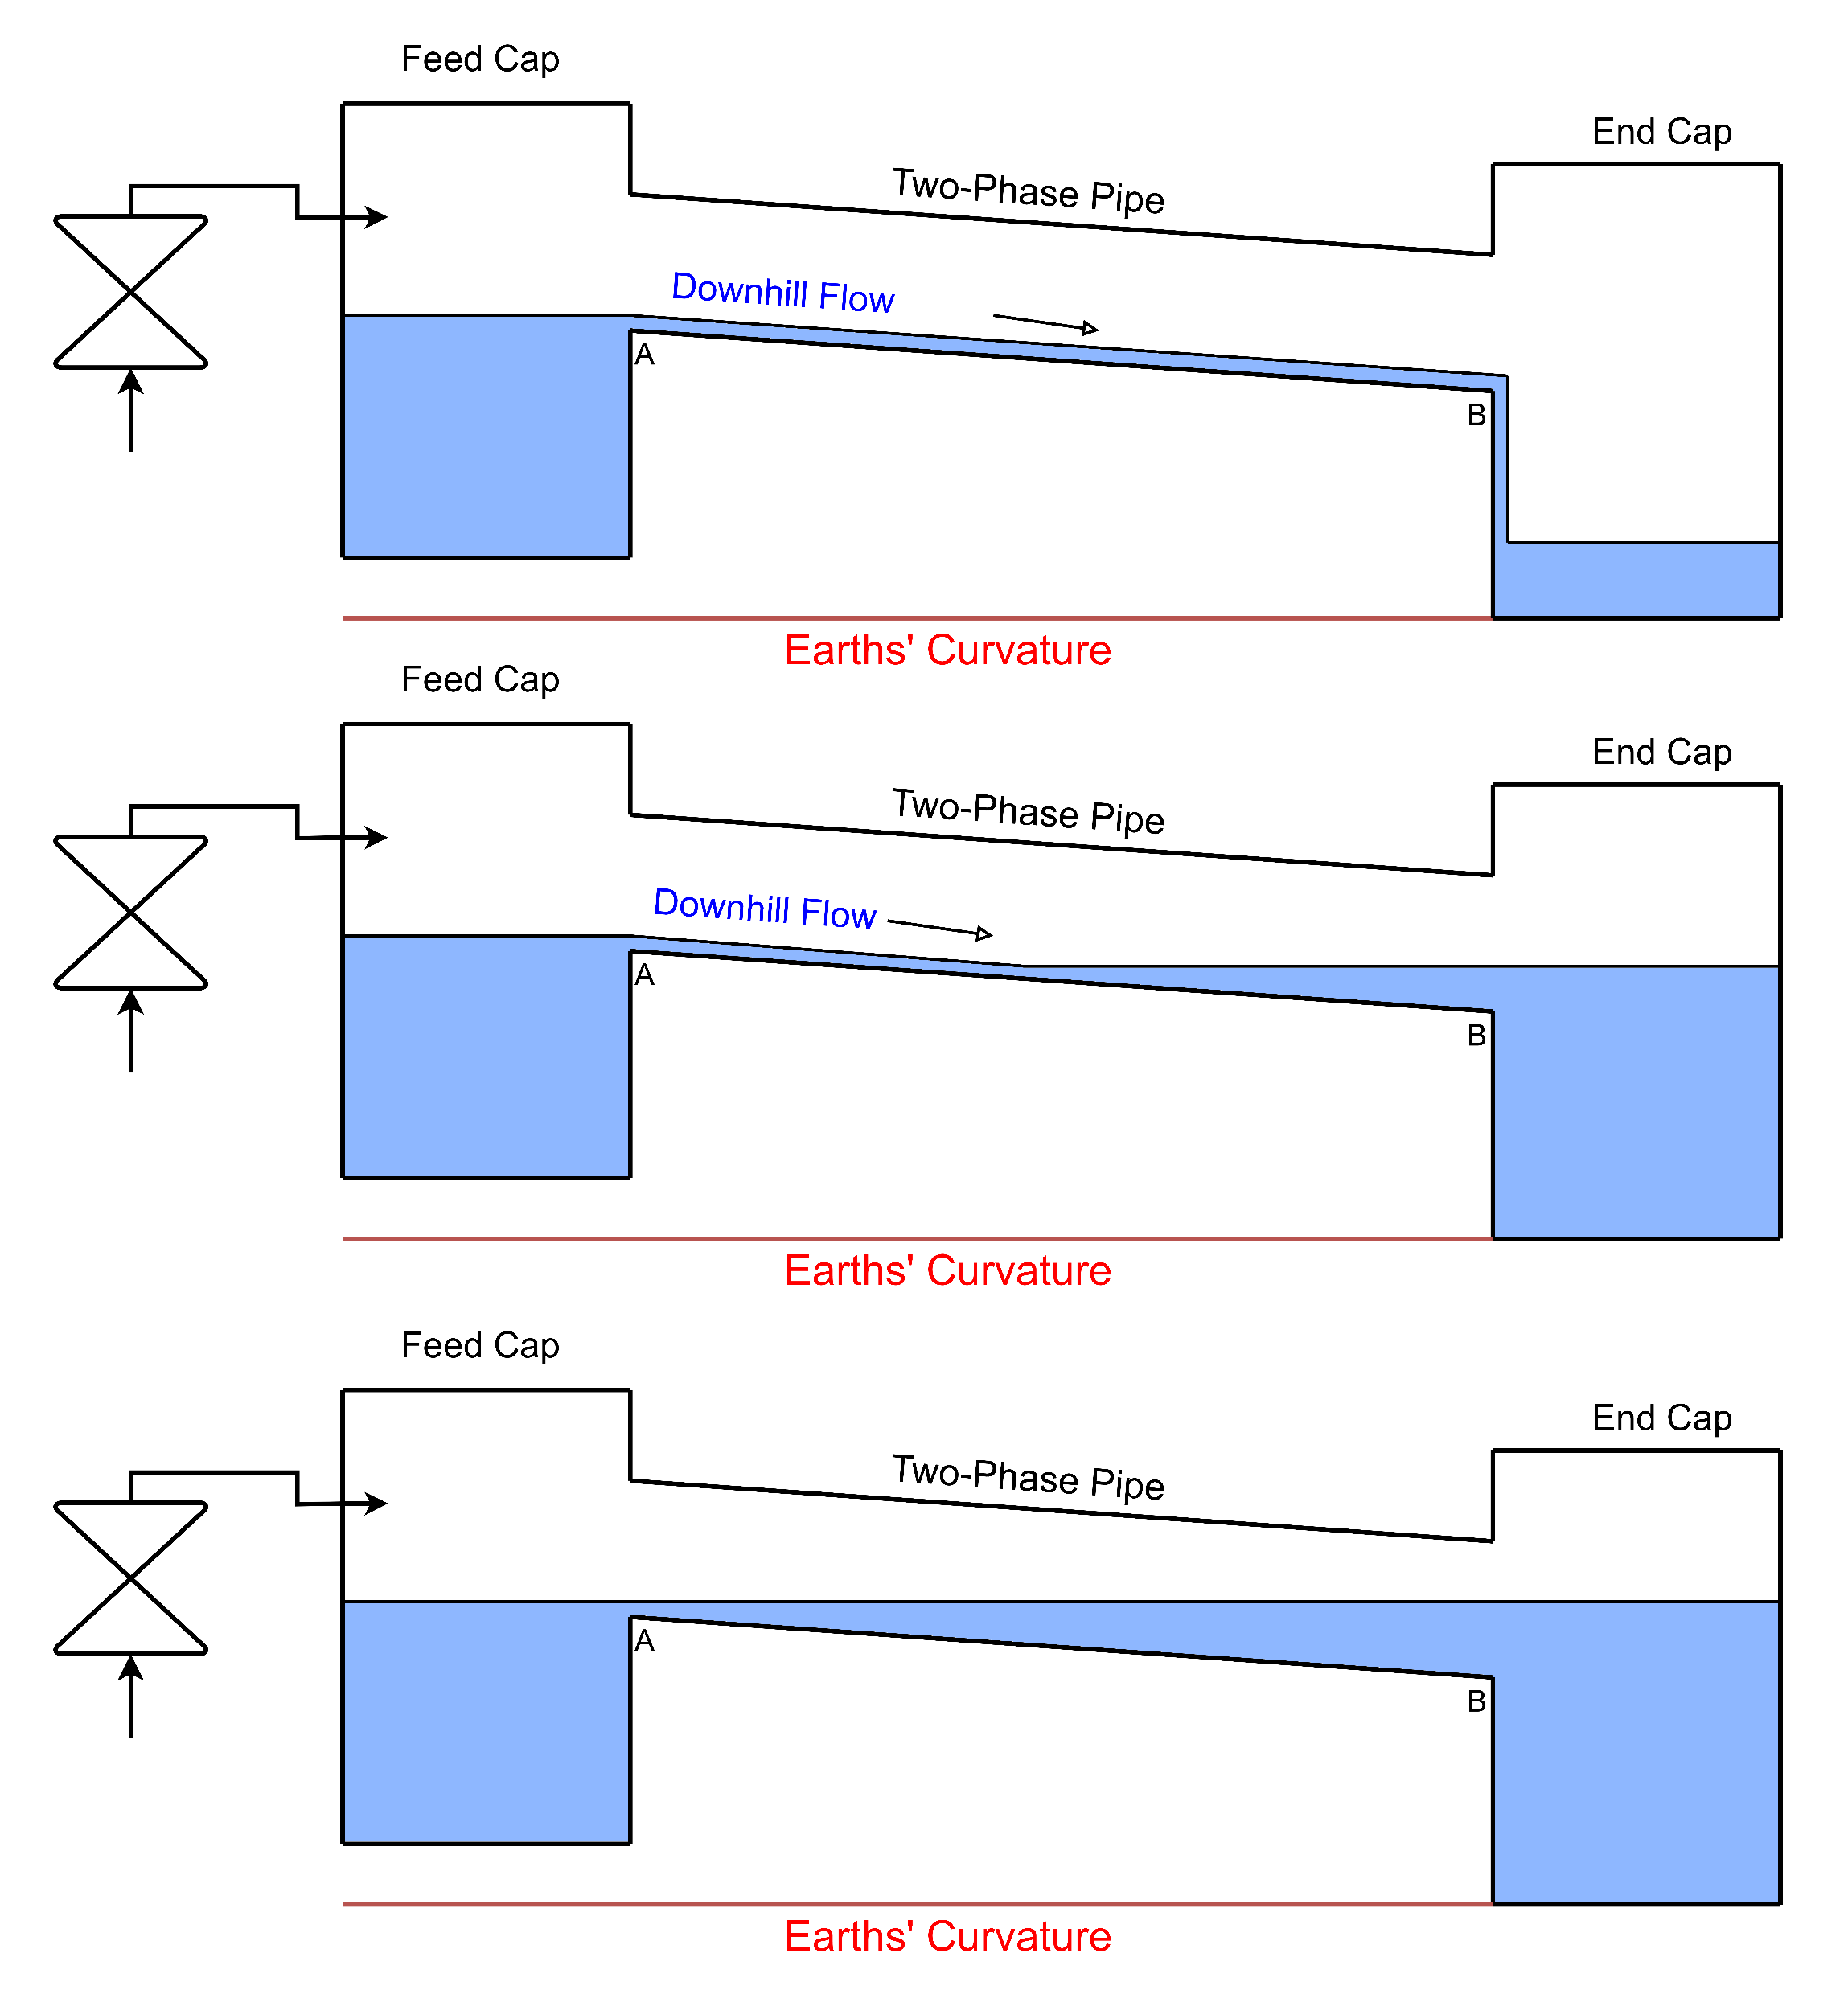 Feed Cap
End Cap
Two-Phase Pipe
Downhill Flow
A
B
Earths' Curvature
Feed Cap
End Cap
Two-Phase Pipe
Downhill Flow
A
B
Earths' Curvature
Feed Cap
End Cap
Two-Phase Pipe
A
B
Earths' Curvature